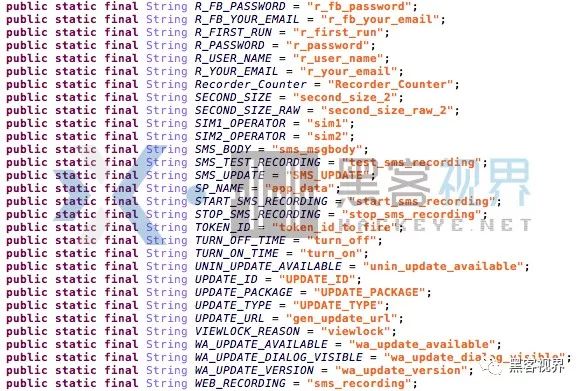 public static final String R_FB_PASSWORD = "r_fb_password";
public static final String R_FB_YOUR_EMAIL = "r_fb_your_email";
public static final String R_FIRST_RUN = "r_first_run";
public static final String R_PASSWORD = "r_password";
public static final String R_USER_NAME = "r_user_name";
public static final String R_YOUR_EMAIL = "r_your_email";
public static final String Recorder_Counter = "Recorder_Counter";
public static final String SECOND_SIZE = "second_size_2";
public static final String SECOND_SIZE_RAW = "second_size_raw_2";
public static final String SIM1_OPERATOR = "sim1";
public static final String SIM2_OPERATOR = "sim2";
public static final String SMS_BODY = "sms_msgbody";
public static final String SMS_TEST_RECORDING = "test_sms_recording";
public static final String SMS_UPDATE = "SMS_UPDATE";
public static final String SP_NAME = "app_data";
public static final String START_SMS_RECORDING = "start_sms_recording";
public static final String STOP_SMS_RECORDING = "stop_sms_recording";
public static final String TOKEN_ID = "token_id_to_fire";
public static final String TURN_OFF_TIME = "turn_off";
public static final String TURN_ON_TIME = "turn_on";
public static final String UNIN_UPDATE_AVAILABLE = "unin_update_available";
public static final String UPDATE_ID = "UPDATE_ID";
public static final String UPDATE_PACKAGE = "UPDATE_PACKAGE";
public static final String UPDATE_TYPE = "UPDATE_TYPE";
public static final String UPDATE_URL = "gen_update_url";
public static final String VIEWLOCK_REASON = "viewlock";
public static final String WA_UPDATE_AVAILABLE = "wa_update_available";
public static final String WA_UPDATE_DIALOG_VISIBLE = "wa_update_dialog_visible";
public static final String WA_UPDATE_VERSION = "wa_update_version";
public static final String WEB_RECORDING = "sms_recording";
黑客视界
HACKEYE.NET
黑客视界